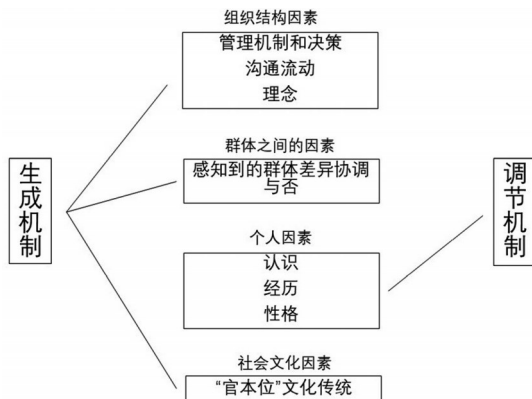 组织结构因素
管理机制和决策
沟通流动
理念
群体之间的因素
感知到的群体差异协调
与否
生成机制
调节机制
个人因素
认识
经历
性格
社会文化因素
“官本位”文化传统